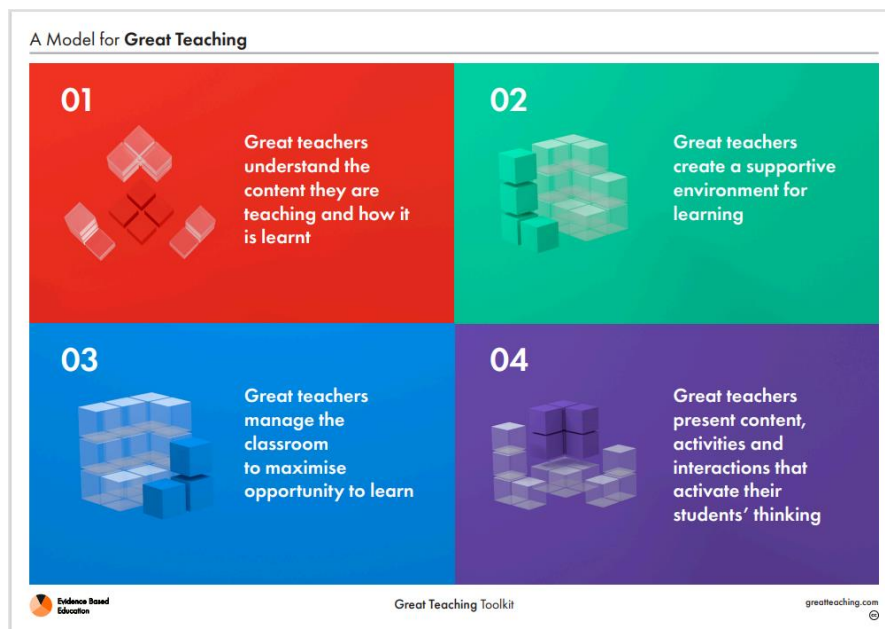 A Model for Great Teaching
01
Great teachers
understand the
content they are
teaching and how it
is learnt
02
Great teachers
create a supportive
environment for
learning
03
Great teachers
manage the
classroom
to maximise
opportunity to learn
04
Great teachers
present content,
activities and
interactions that
activate their
students’ thinking
Evidence Based
Education
Great Teaching Toolkit
greatteaching.com
cc